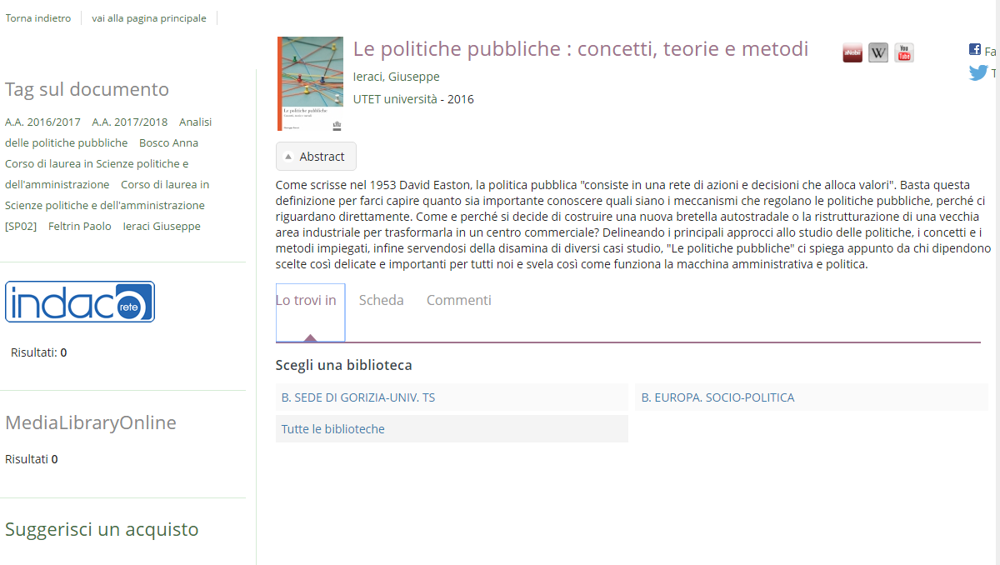 Torna indietro
vai alla pagina principale
Tag sul documento
A.A. 2016/2017 A.A. 2017/2018 Analisi
delle politiche pubbliche Bosco Anna
Corso di laurea in Scienze politiche e
dell'amministrazione Corso di laurea in
Scienze politiche e dell'amministrazione
[SP02] Feltrin Paolo Ieraci Giuseppe
indaco
rete
Risultati: 0
MediaLibraryOnline
Risultati 0
Suggerisci un acquisto
Le politiche pubbliche
Le politiche pubbliche : concetti, teorie e metodi
Ieraci, Giuseppe
UTET università - 2016
aNobii
W
You
Tube
Fa
T
Abstract
Come scrisse nel 1953 David Easton, la politica pubblica "consiste in una rete di azioni e decisioni che alloca valori". Basta questa
definizione per farci capire quanto sia importante conoscere quali siano i meccanismi che regolano le politiche pubbliche, perché ci
riguardano direttamente. Come e perché si decide di costruire una nuova bretella autostradale o la ristrutturazione di una vecchia
area industriale per trasformarla in un centro commerciale? Delineando i principali approcci allo studio delle politiche, i concetti e i
metodi impiegati, infine servendosi della disamina di diversi casi studio, "Le politiche pubbliche" ci spiega appunto da chi dipendono
scelte così delicate e importanti per tutti noi e svela così come funziona la macchina amministrativa e politica.
Lo trovi in
Scheda
Commenti
Scegli una biblioteca
B. SEDE DI GORIZIA-UNIV. TS
B. EUROPA. SOCIO-POLITICA
Tutte le biblioteche